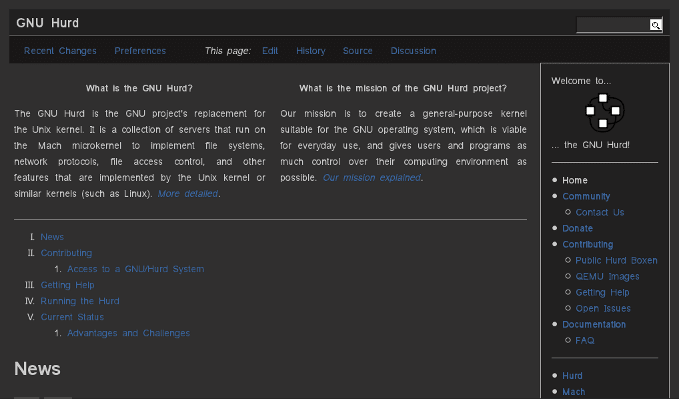 GNU Hurd
Recent Changes Preferences This page: Edit History Source Discussion
What is the GNU Hurd?
The GNU Hurd is the GNU project's replacement for
the Unix kernel. It is a collection of servers that run on
the Mach microkernel to implement file systems,
network protocols, file access control, and other
features that are implemented by the Unix kernel or
similar kernels (such as Linux). More detailed.
What is the mission of the GNU Hurd project?
Our mission is to create a general-purpose kernel
suitable for the GNU operating system, which is viable
for everyday use, and gives users and programs as
much control over their computing environment as
possible. Our mission explained.
I. News
II. Contributing
1. Access to a GNU/Hurd System
III. Getting Help
IV. Running the Hurd
V. Current Status
1. Advantages and Challenges
News
Welcome to...
... the GNU Hurd!
Home
Community
Contact Us
Donate
Contributing
Public Hurd Boxen
QEMU Images
Getting Help
Open Issues
Documentation
FAQ
Hurd
Mach